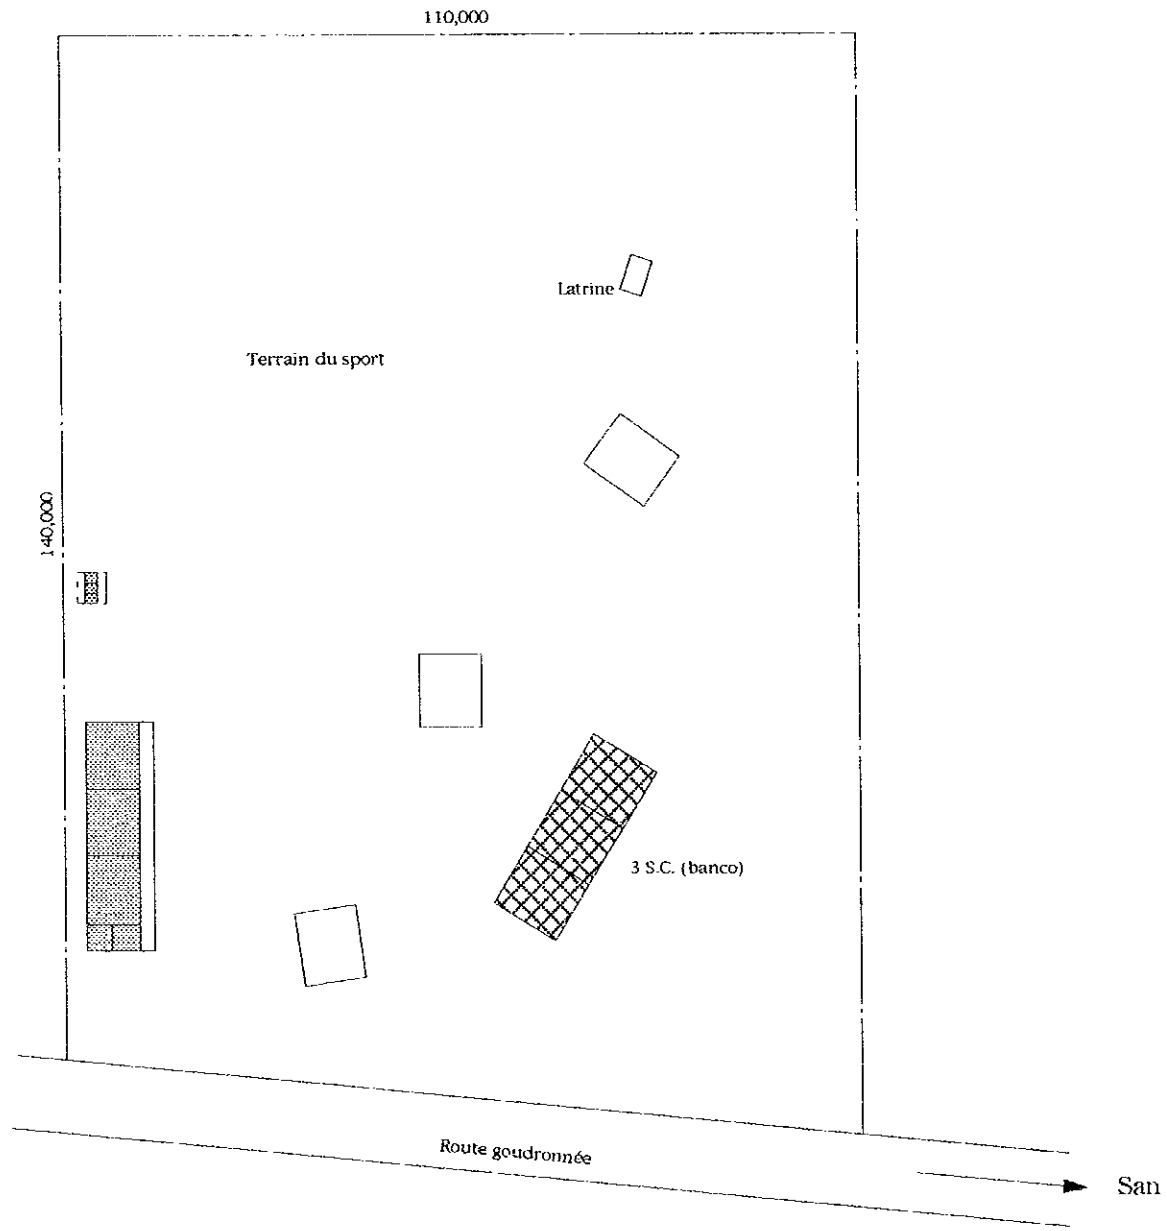 110,000
Latrine
Terrain du sport
140,000
3 S.C. (banco)
Route goudronnée
San